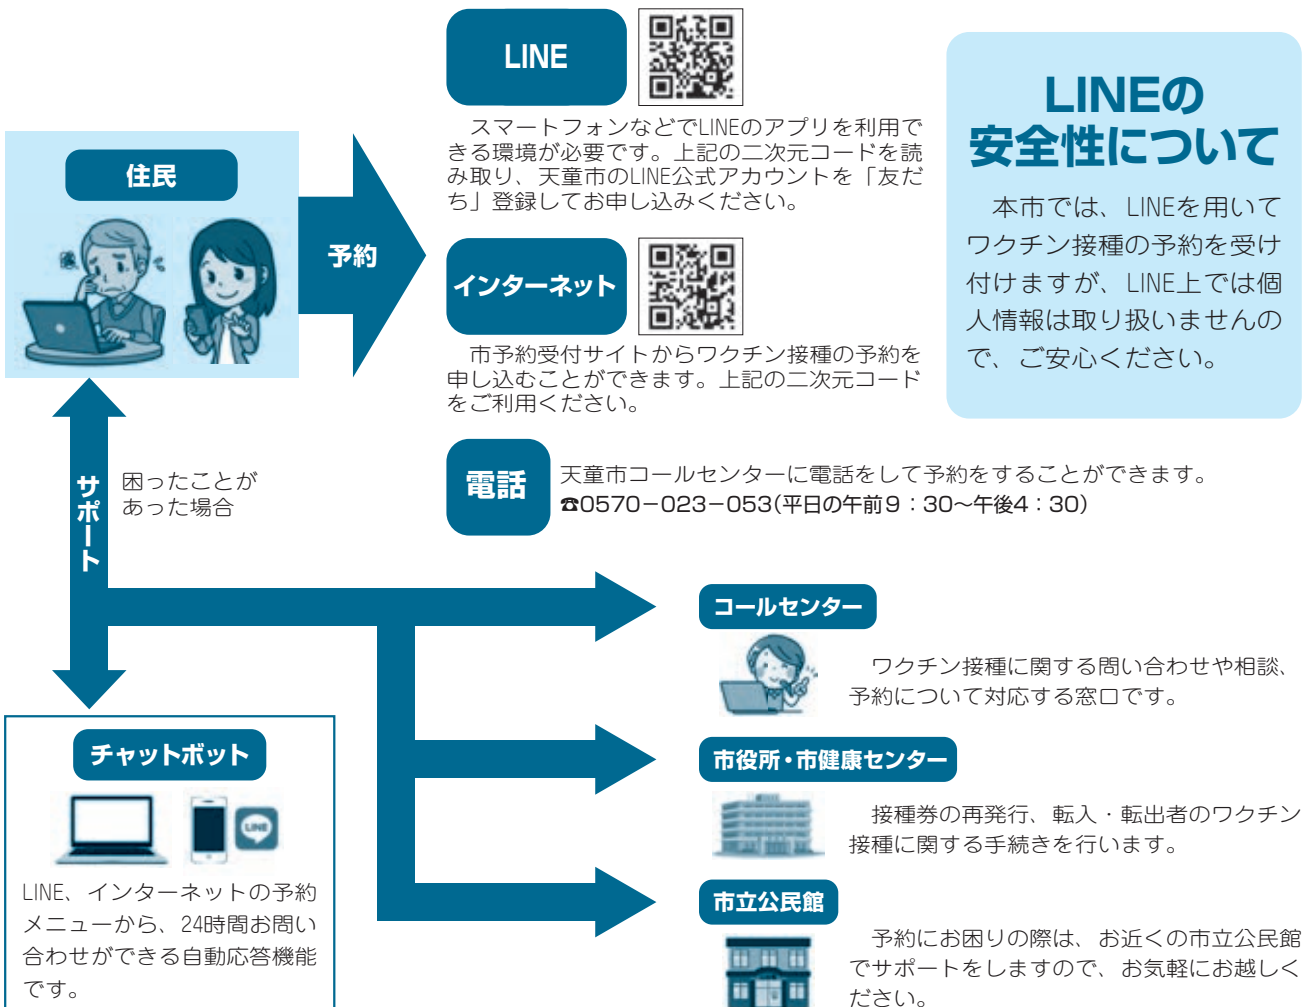 LINE
スマートフォンなどでLINEのアプリを利用で
きる環境が必要です。上記の二次元コードを読
み取り、天童市のLINE公式アカウントを「友だ
ち」登録してお申し込みください。
LINEの
安全性について
本市では、LINEを用いて
ワクチン接種の予約を受け
付けますが、LINE上では個
人情報は取り扱いませんの
で、ご安心ください。
住民
予約
インターネット
市予約受付サイトからワクチン接種の予約を
申し込むことができます。上記の二次元コード
をご利用ください。
電話
天童市コールセンターに電話をして予約をすることができます。
☎0570－023－053(平日の午前9：30～午後4：30)
サポート
困ったことが
あった場合
コールセンター
ワクチン接種に関する問い合わせや相談、
予約について対応する窓口です。
市役所・市健康センター
接種券の再発行、転入・転出者のワクチン
接種に関する手続きを行います。
市立公民館
予約にお困りの際は、お近くの市立公民館
でサポートをしますので、お気軽にお越しく
ださい。
チャットボット
LINE
LINE、インターネットの予約
メニューから、24時間お問い
合わせができる自動応答機能
です。